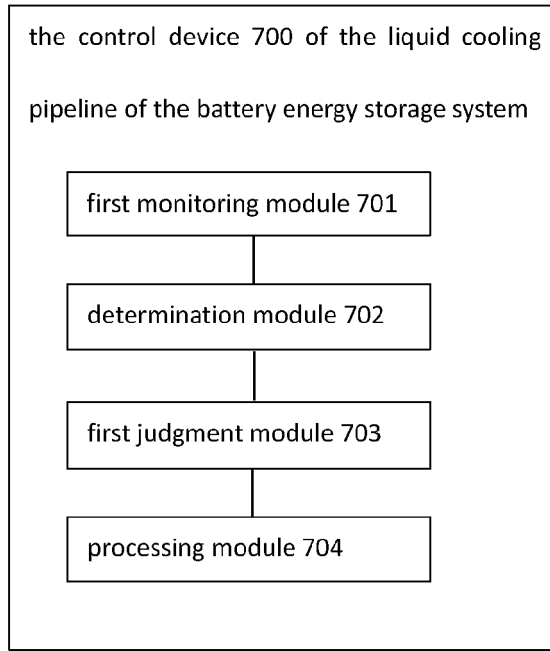 the control device 700 of the liquid cooling
pipeline of the battery energy storage system
first monitoring module 701
determination module 702
first judgment module 703
processing module 704